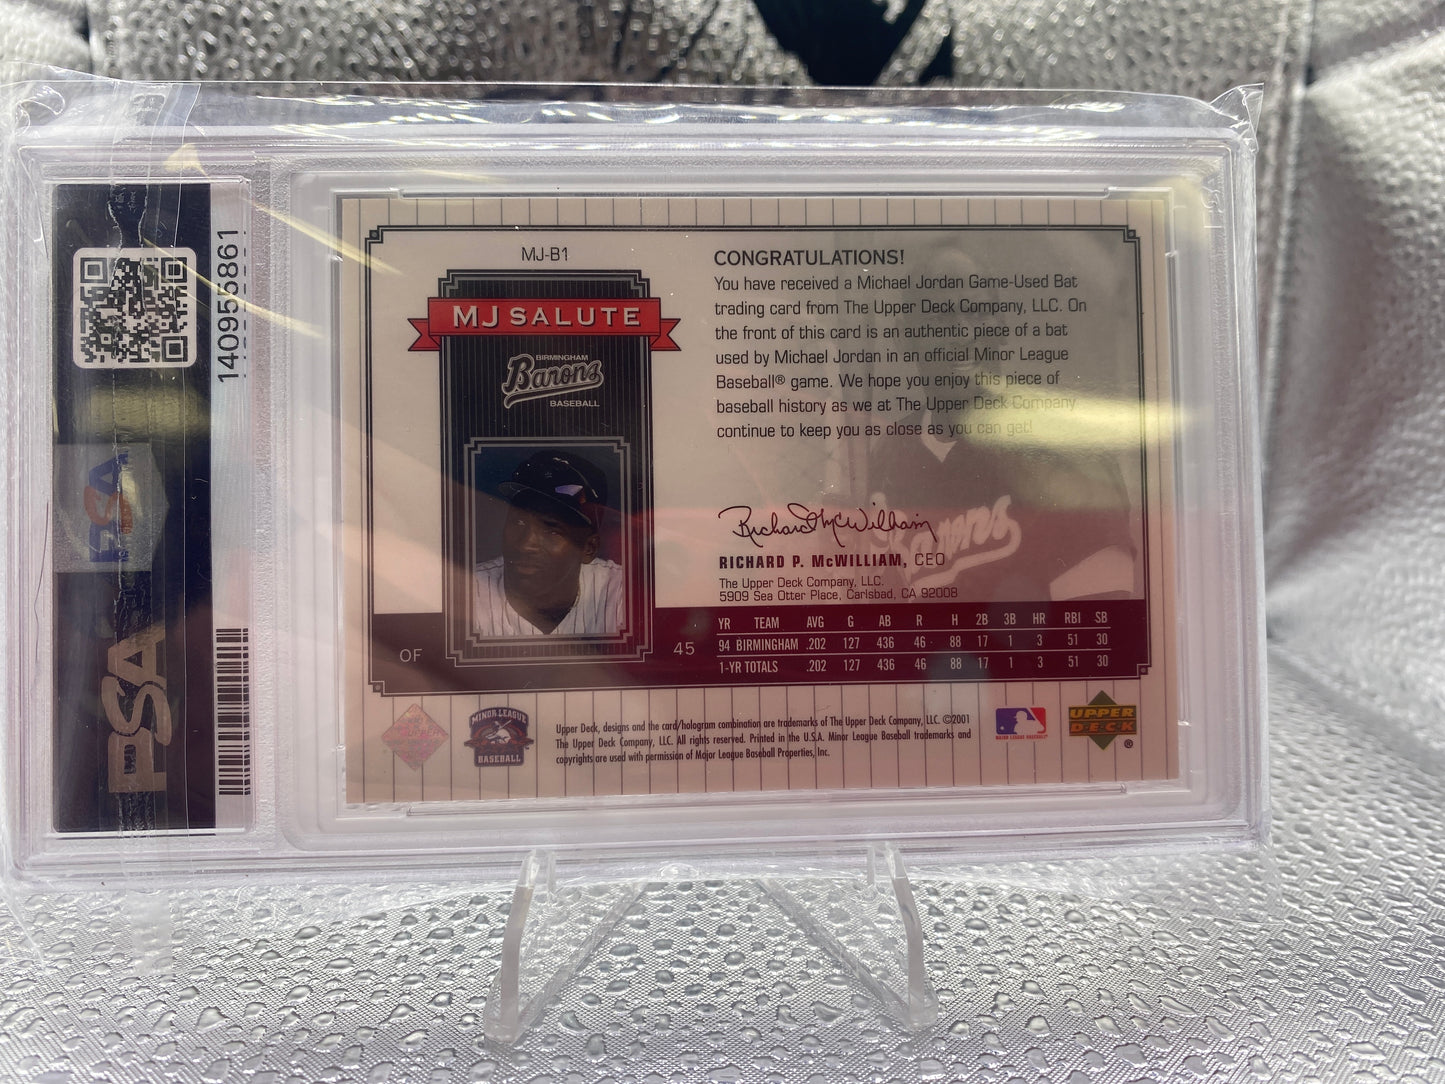 140955861
PSA
PSA
MJ-B1
MJ SALUTE
BIRMINGHAM
Barons
BASEBALL
CONGRATULATIONS!
You have received a Michael Jordan Game-Used Bat
trading card from The Upper Deck Company, LLC. On
the front of this card is an authentic piece of a bat
used by Michael Jordan in an official Minor League
Baseball® game. We hope you enjoy this piece of
baseball history as we at The Upper Deck Company
continue to keep you as close as you can get!
Richard McWilliam
Barons
RICHARD P. McWILLIAM, CEO
The Upper Deck Company, LLC.
5909 Sea Otter Place, Carlsbad, CA 92008
OF
45
YR TEAM AVG G AB R H 2B 3B HR RBI SB
94 BIRMINGHAM .202 127 436 46 88 17 1 3 51 30
1-YR TOTALS .202 127 436 46 88 17 1 3 51 30
MINOR LEAGUE
BASEBALL
Upper Deck, designs and the card/hologram combination are trademarks of The Upper Deck Company, LLC. ©2001
The Upper Deck Company, LLC. All rights reserved. Printed in the U.S.A. Minor League Baseball trademarks and
copyrights are used with permission of Major League Baseball Properties, Inc.
MAJOR LEAGUE BASEBALL
UPPER
DECK
®